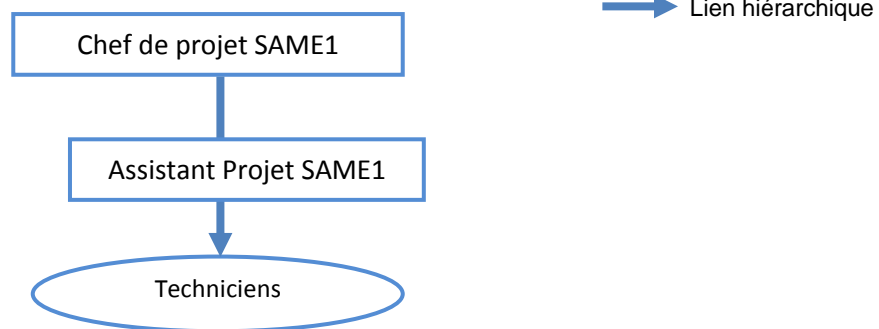 Lien hiérarchique
Chef de projet SAME1
Assistant Projet SAME1
Techniciens